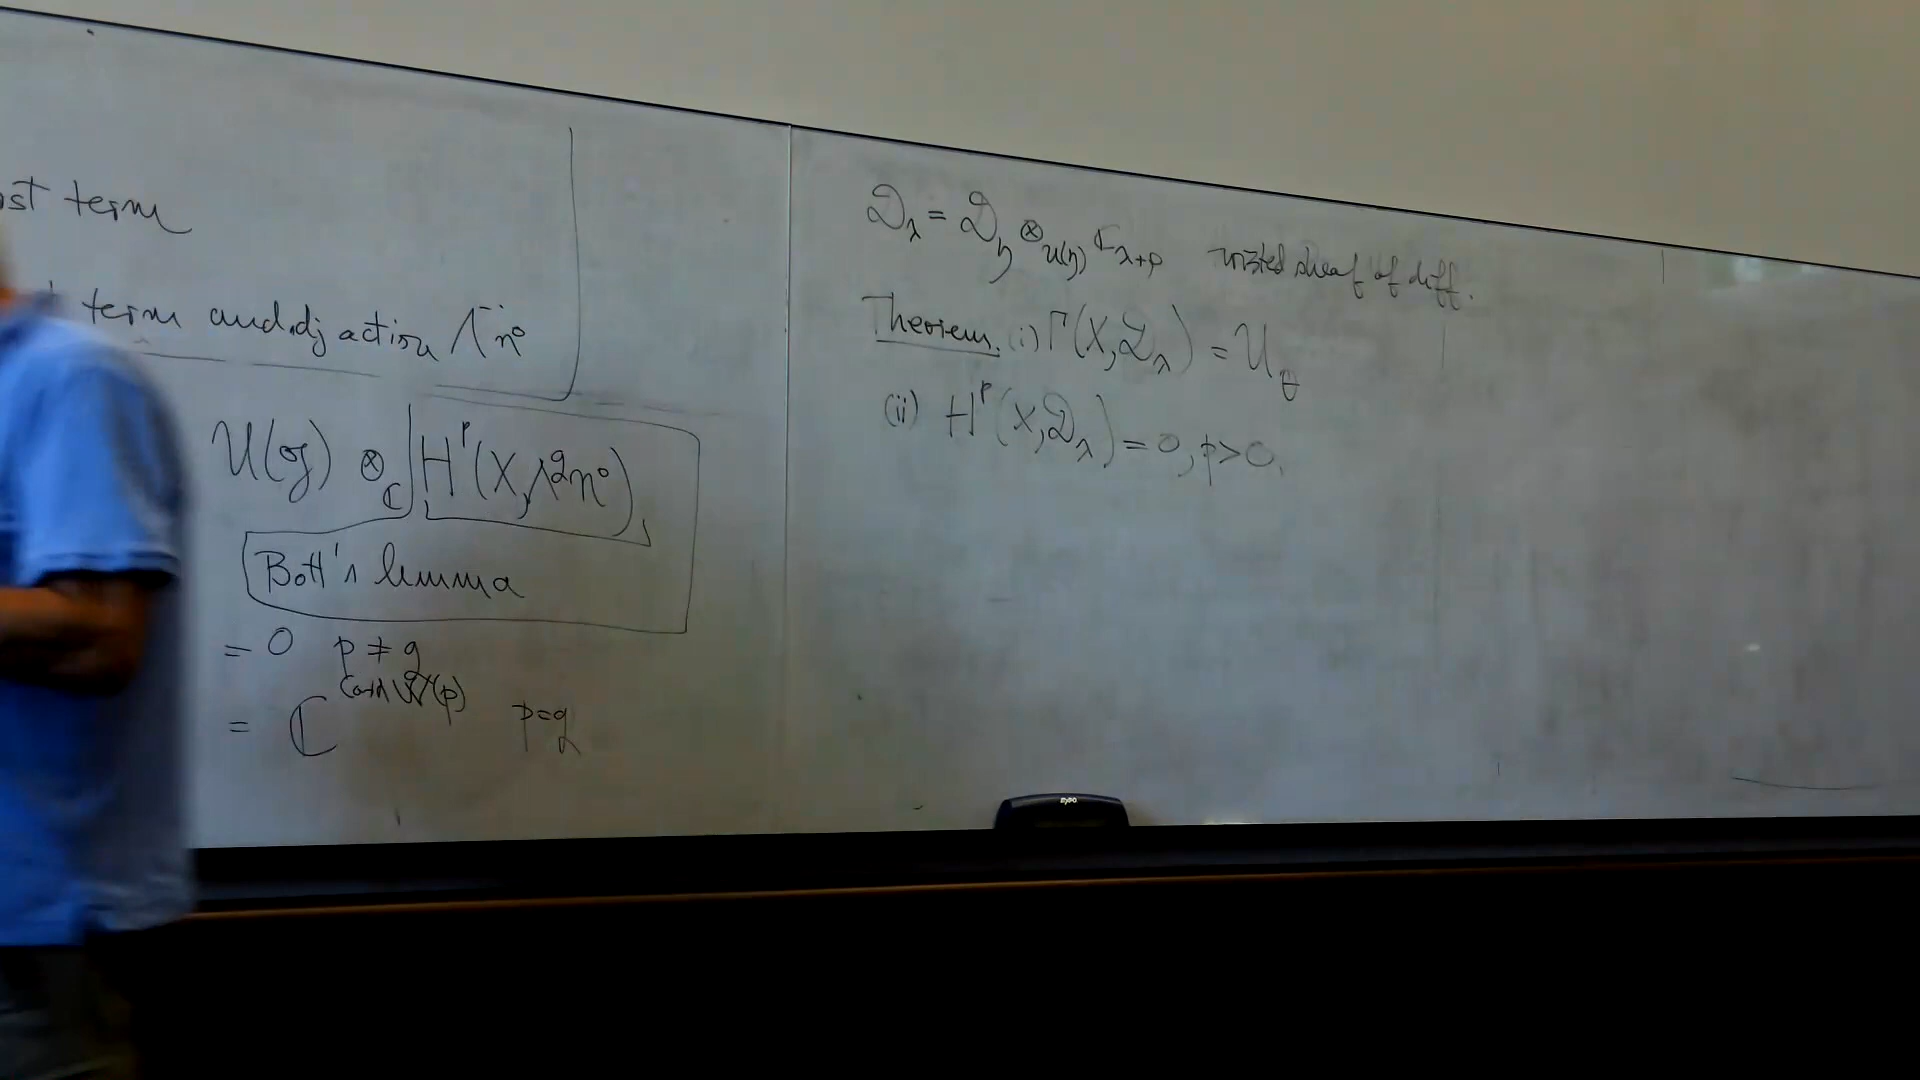 st term
term and adj action Λ˙n°
U(g) ⊗_C H^p(X, Λ^q n°)
Bott's lemma
= 0 p ≠ q
= ℂ^{Card W(p)} p=q
𝒟_λ = 𝒟_𝔥 ⊗_{U(𝔥)} ℂ_{λ+ρ} twisted sheaf of diff.
Theorem. (i) Γ(X, 𝒟_λ) = U_θ
(ii) H^p(X, 𝒟_λ) = 0, p>0.
EXPO